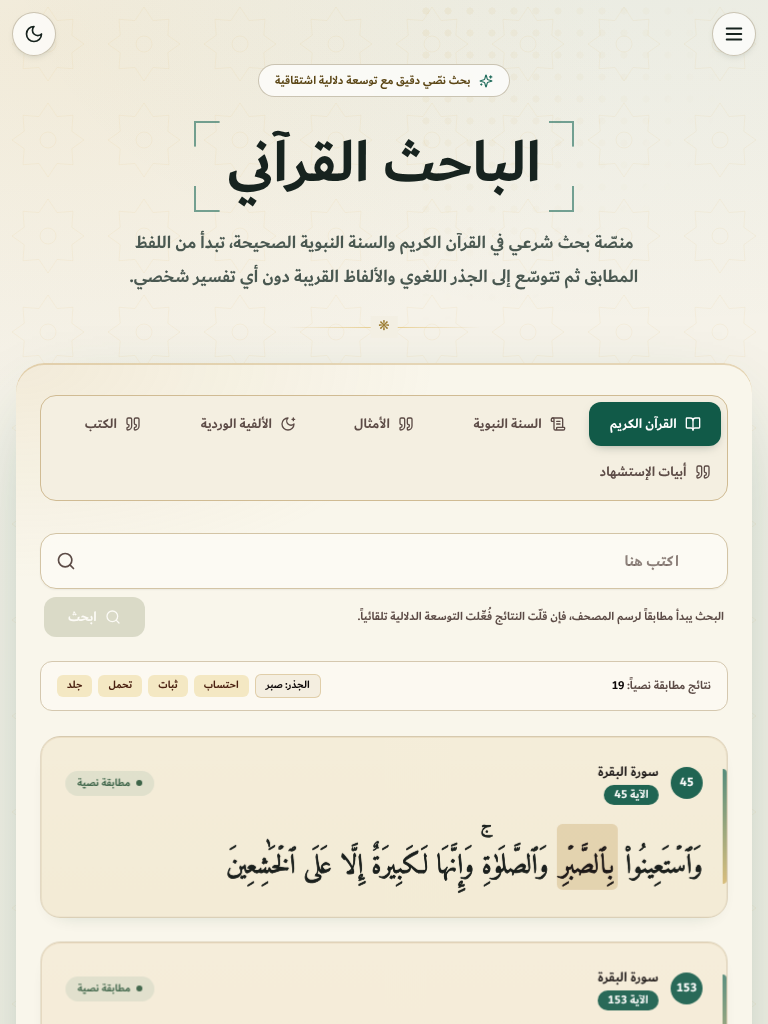 بحث نصّي دقيق مع توسعة دلالية اشتقاقية
الباحث القرآني
منصّة بحث شرعي في القرآن الكريم والسنة النبوية الصحيحة، تبدأ من اللفظ
المطابق ثم تتوسّع إلى الجذر اللغوي والألفاظ القريبة دون أي تفسير شخصي.
القرآن الكريم
السنة النبوية
الأمثال
الألفية الوردية
الكتب
أبيات الإستشهاد
اكتب هنا
البحث يبدأ مطابقاً لرسم المصحف، فإن قلّت النتائج فُعّلت التوسعة الدلالية تلقائياً.
ابحث
نتائج مطابقة نصياً: 19
الجذر: صبر
احتساب
ثبات
تحمل
جلد
45
سورة البقرة
الآية 45
مطابقة نصية
وَٱسْتَعِينُوا۟ بِٱلصَّبْرِ وَٱلصَّلَوٰةِ ۚ وَإِنَّهَا لَكَبِيرَةٌ إِلَّا عَلَى ٱلْخَـٰشِعِينَ
153
سورة البقرة
الآية 153
مطابقة نصية